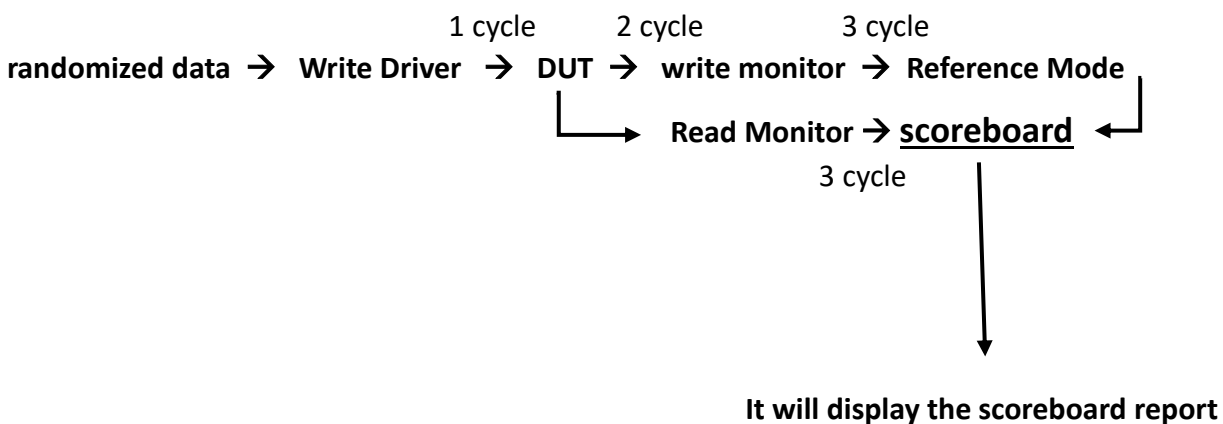 1 cycle 2 cycle 3 cycle
randomized data → Write Driver → DUT → write monitor → Reference Mode
Read Monitor → scoreboard
3 cycle
It will display the scoreboard report